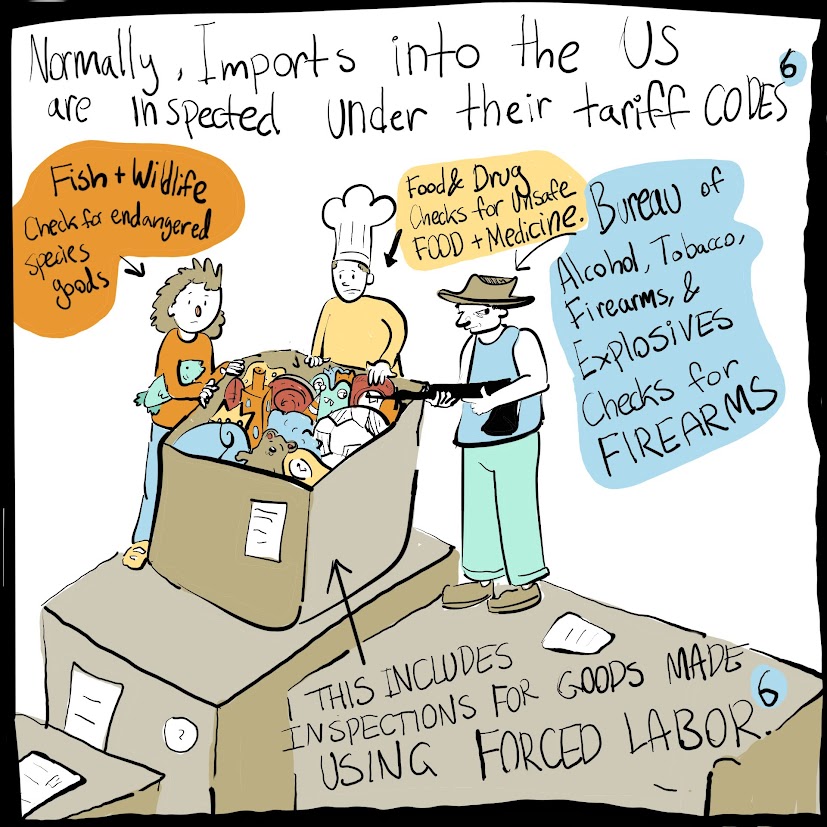 Normally, Imports into the US
are Inspected Under their tariff CODES 6
Fish + Wildlife
Check for endangered
species
goods
Food & Drug
Checks for Unsafe
FOOD + Medicine.
Bureau of
Alcohol, Tobacco,
Firearms, &
EXPLOSIVES
Checks for
FIREARMS
THIS INCLUDES
INSPECTIONS FOR GOODS MADE
USING FORCED LABOR. 6
?